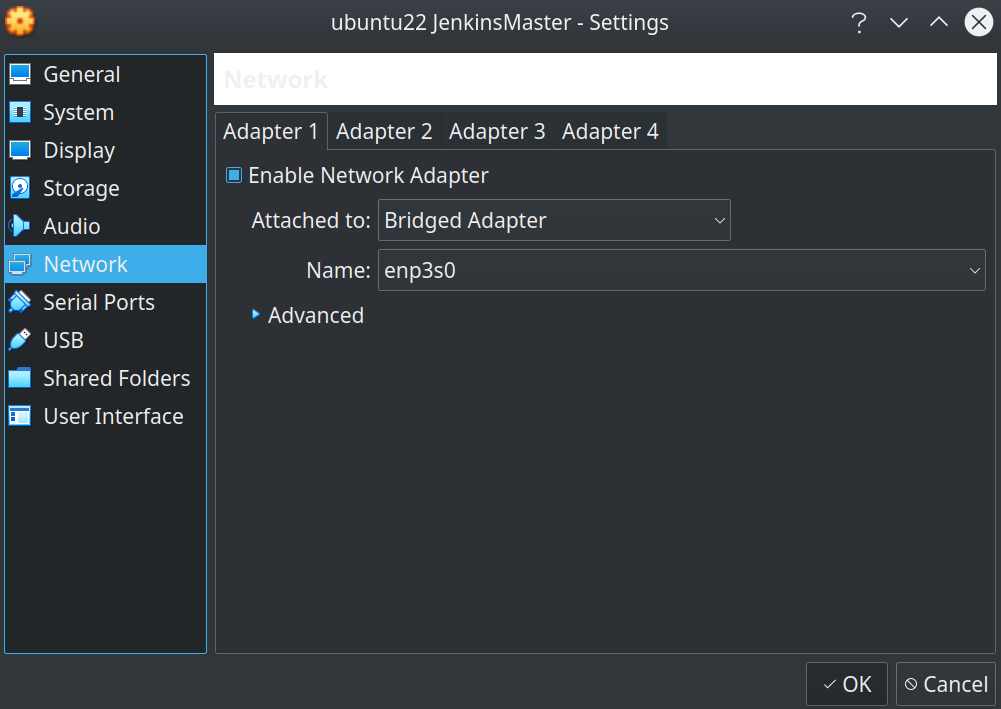 ubuntu22 JenkinsMaster - Settings
General
System
Display
Storage
Audio
Network
Serial Ports
USB
Shared Folders
User Interface
Network
Adapter 1 Adapter 2 Adapter 3 Adapter 4
Enable Network Adapter
Attached to: Bridged Adapter
Name: enp3s0
Advanced
OK Cancel